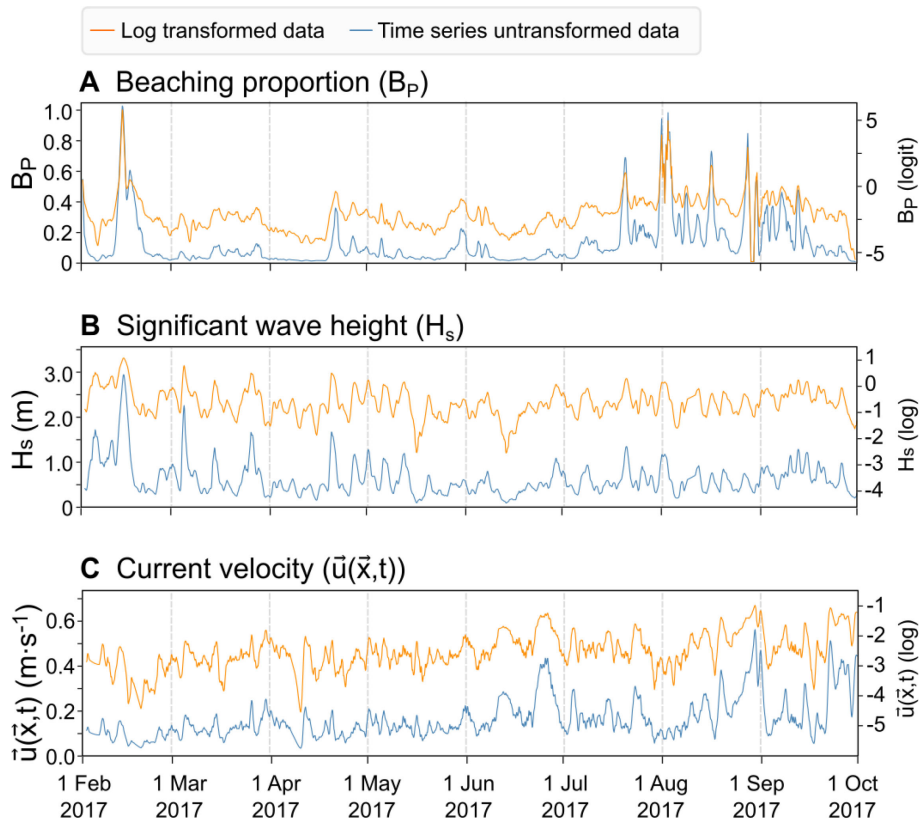 Log transformed data
Time series untransformed data
A Beaching proportion (B_P)
1.0
0.8
0.6
0.4
0.2
0
B_P
5
0
-5
B_P (logit)
B Significant wave height (H_s)
3.0
2.0
1.0
0
H_s (m)
1
0
-1
-2
-3
-4
H_s (log)
C Current velocity (u⃗(x⃗,t))
0.6
0.4
0.2
0.0
u⃗(x⃗,t) (m·s⁻¹)
-1
-2
-3
-4
-5
u⃗(x⃗,t) (log)
1 Feb 1 Mar 1 Apr 1 May 1 Jun 1 Jul 1 Aug 1 Sep 1 Oct
2017 2017 2017 2017 2017 2017 2017 2017 2017